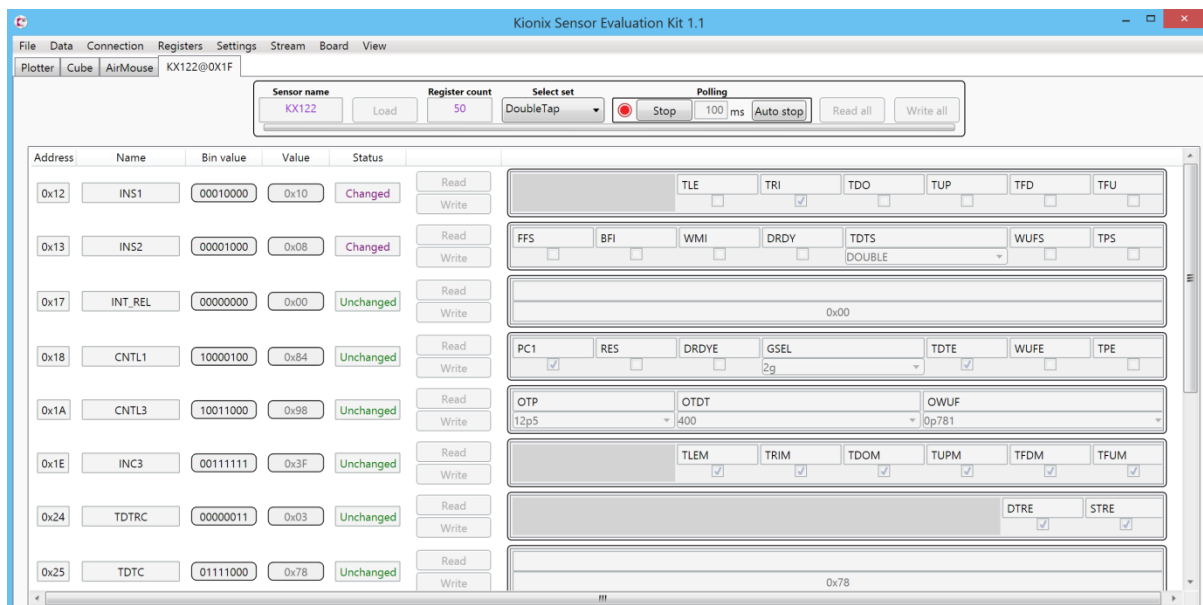 Kionix Sensor Evaluation Kit 1.1
File Data Connection Registers Settings Stream Board View
Plotter Cube AirMouse KX122@0X1F
Sensor name Register count Select set Polling
KX122 Load 50 DoubleTap Stop 100 ms Auto stop Read all Write all
Address Name Bin value Value Status
0x12 INS1 00010000 0x10 Changed Read Write TLE TRI TDO TUP TFD TFU
0x13 INS2 00001000 0x08 Changed Read Write FFS BFI WMI DRDY TDTS WUFS TPS
DOUBLE
0x17 INT_REL 00000000 0x00 Unchanged Read Write
0x00
0x18 CNTL1 10000100 0x84 Unchanged Read Write PC1 RES DRDYE GSEL TDTE WUFE TPE
2g
0x1A CNTL3 10011000 0x98 Unchanged Read Write OTP OTDT OWUF
12p5 400 0p781
0x1E INC3 00111111 0x3F Unchanged Read Write TLEM TRIM TDOM TUPM TFDM TFUM
0x24 TDTRC 00000011 0x03 Unchanged Read Write DTRE STRE
0x25 TDTC 01111000 0x78 Unchanged Read Write
0x78